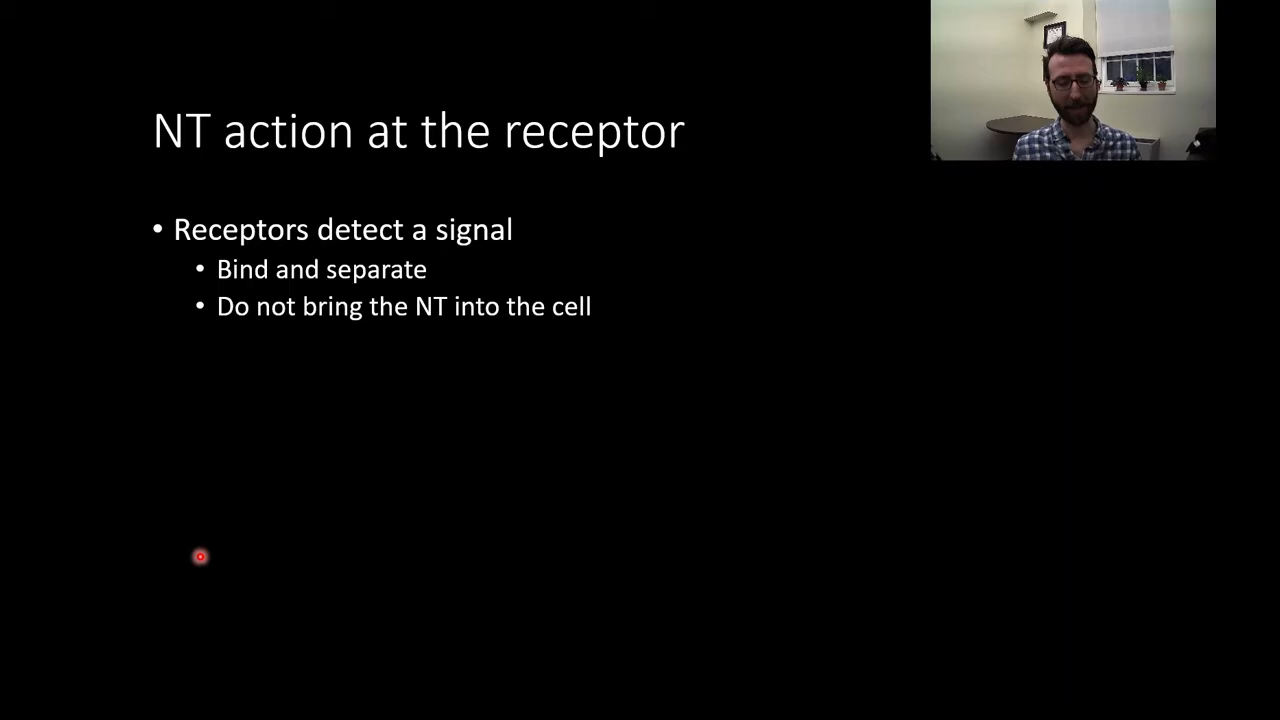 NT action at the receptor
• Receptors detect a signal
• Bind and separate
• Do not bring the NT into the cell